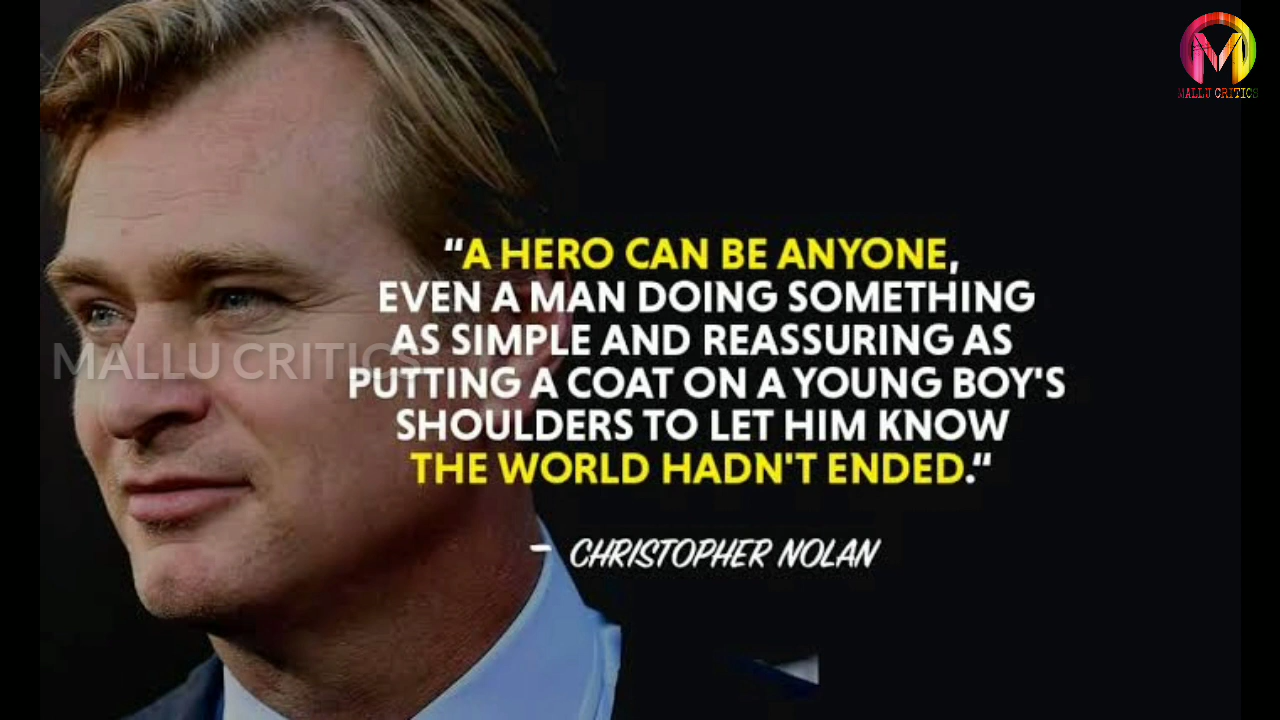 MALLU CRITICS
"A HERO CAN BE ANYONE,
EVEN A MAN DOING SOMETHING
AS SIMPLE AND REASSURING AS
MALLU CRITICS
PUTTING A COAT ON A YOUNG BOY'S
SHOULDERS TO LET HIM KNOW
THE WORLD HADN'T ENDED.“
- CHRISTOPHER NOLAN